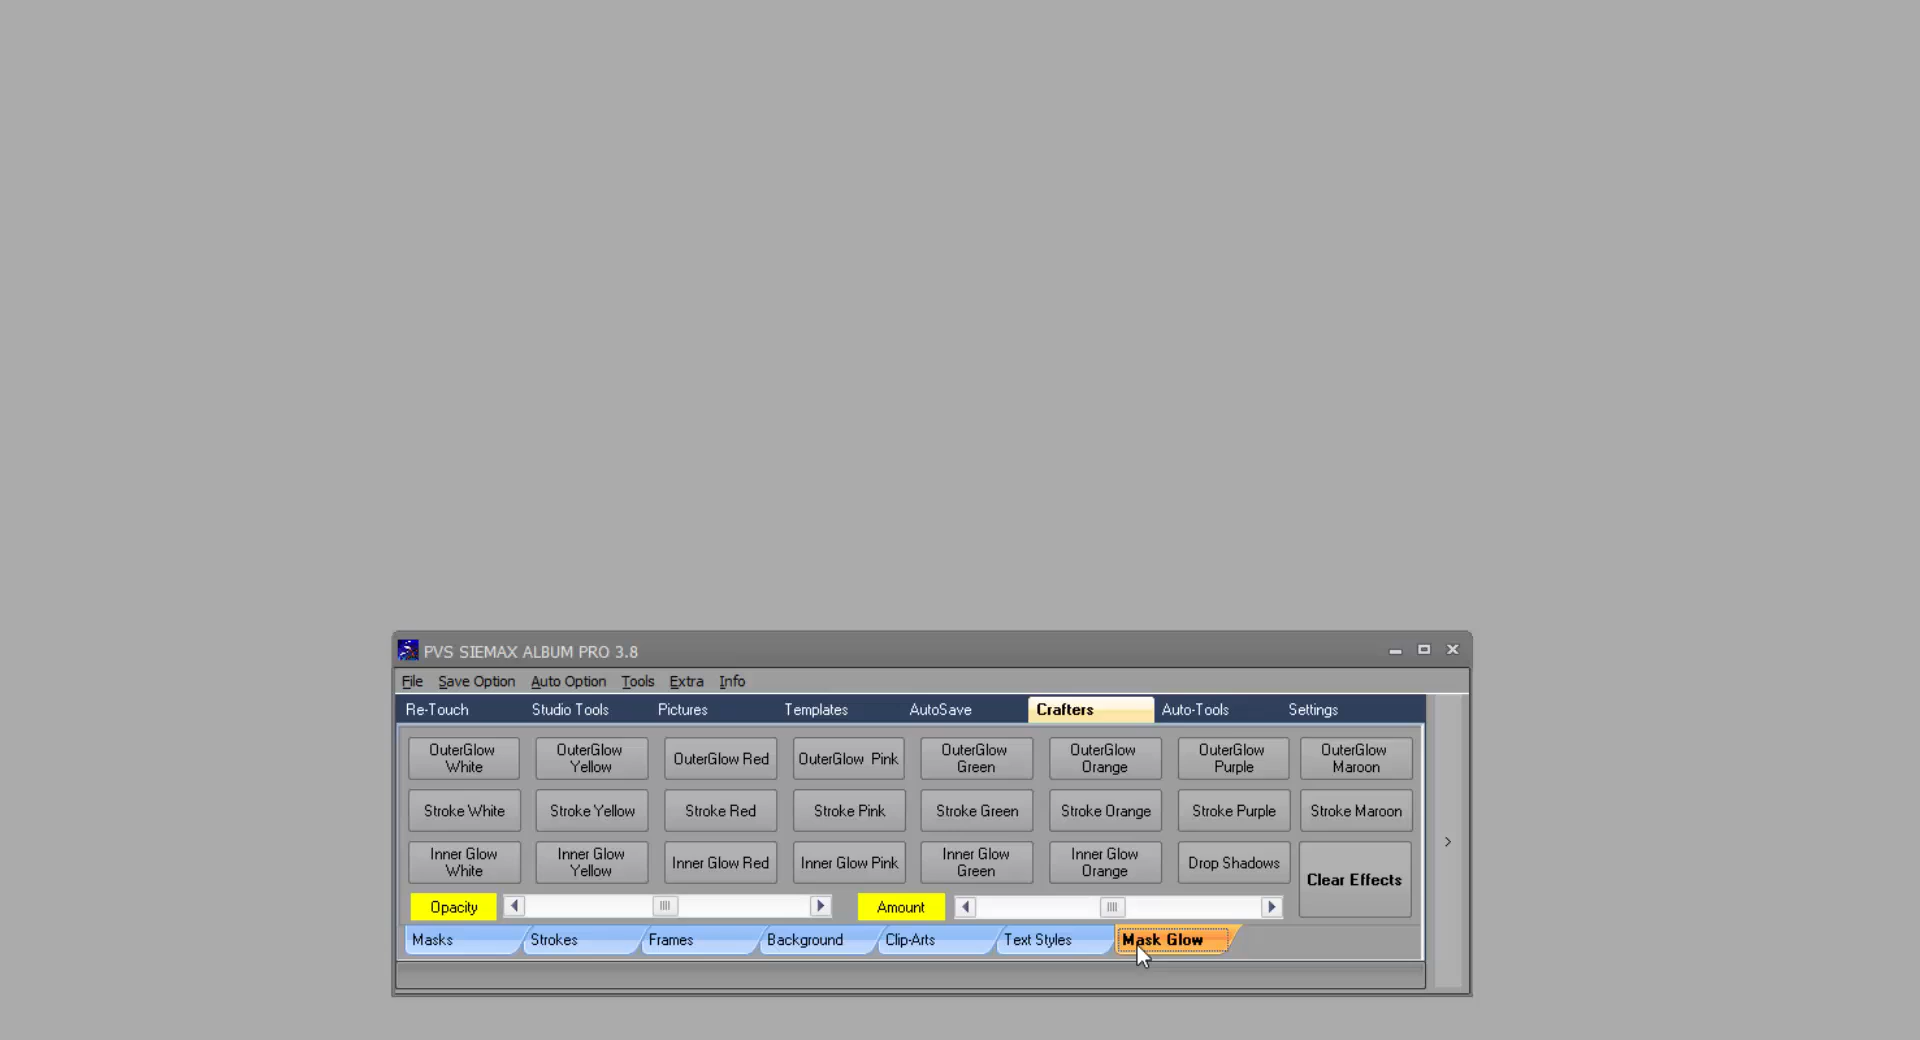 PVS SIEMAX ALBUM PRO 3.8
File Save Option Auto Option Tools Extra Info
Re-Touch Studio Tools Pictures Templates AutoSave Crafters Auto-Tools Settings
OuterGlow White OuterGlow Yellow OuterGlow Red OuterGlow Pink OuterGlow Green OuterGlow Orange OuterGlow Purple OuterGlow Maroon
Stroke White Stroke Yellow Stroke Red Stroke Pink Stroke Green Stroke Orange Stroke Purple Stroke Maroon
Inner Glow White Inner Glow Yellow Inner Glow Red Inner Glow Pink Inner Glow Green Inner Glow Orange Drop Shadows Clear Effects
Opacity Amount
Masks Strokes Frames Background Clip-Arts Text Styles Mask Glow